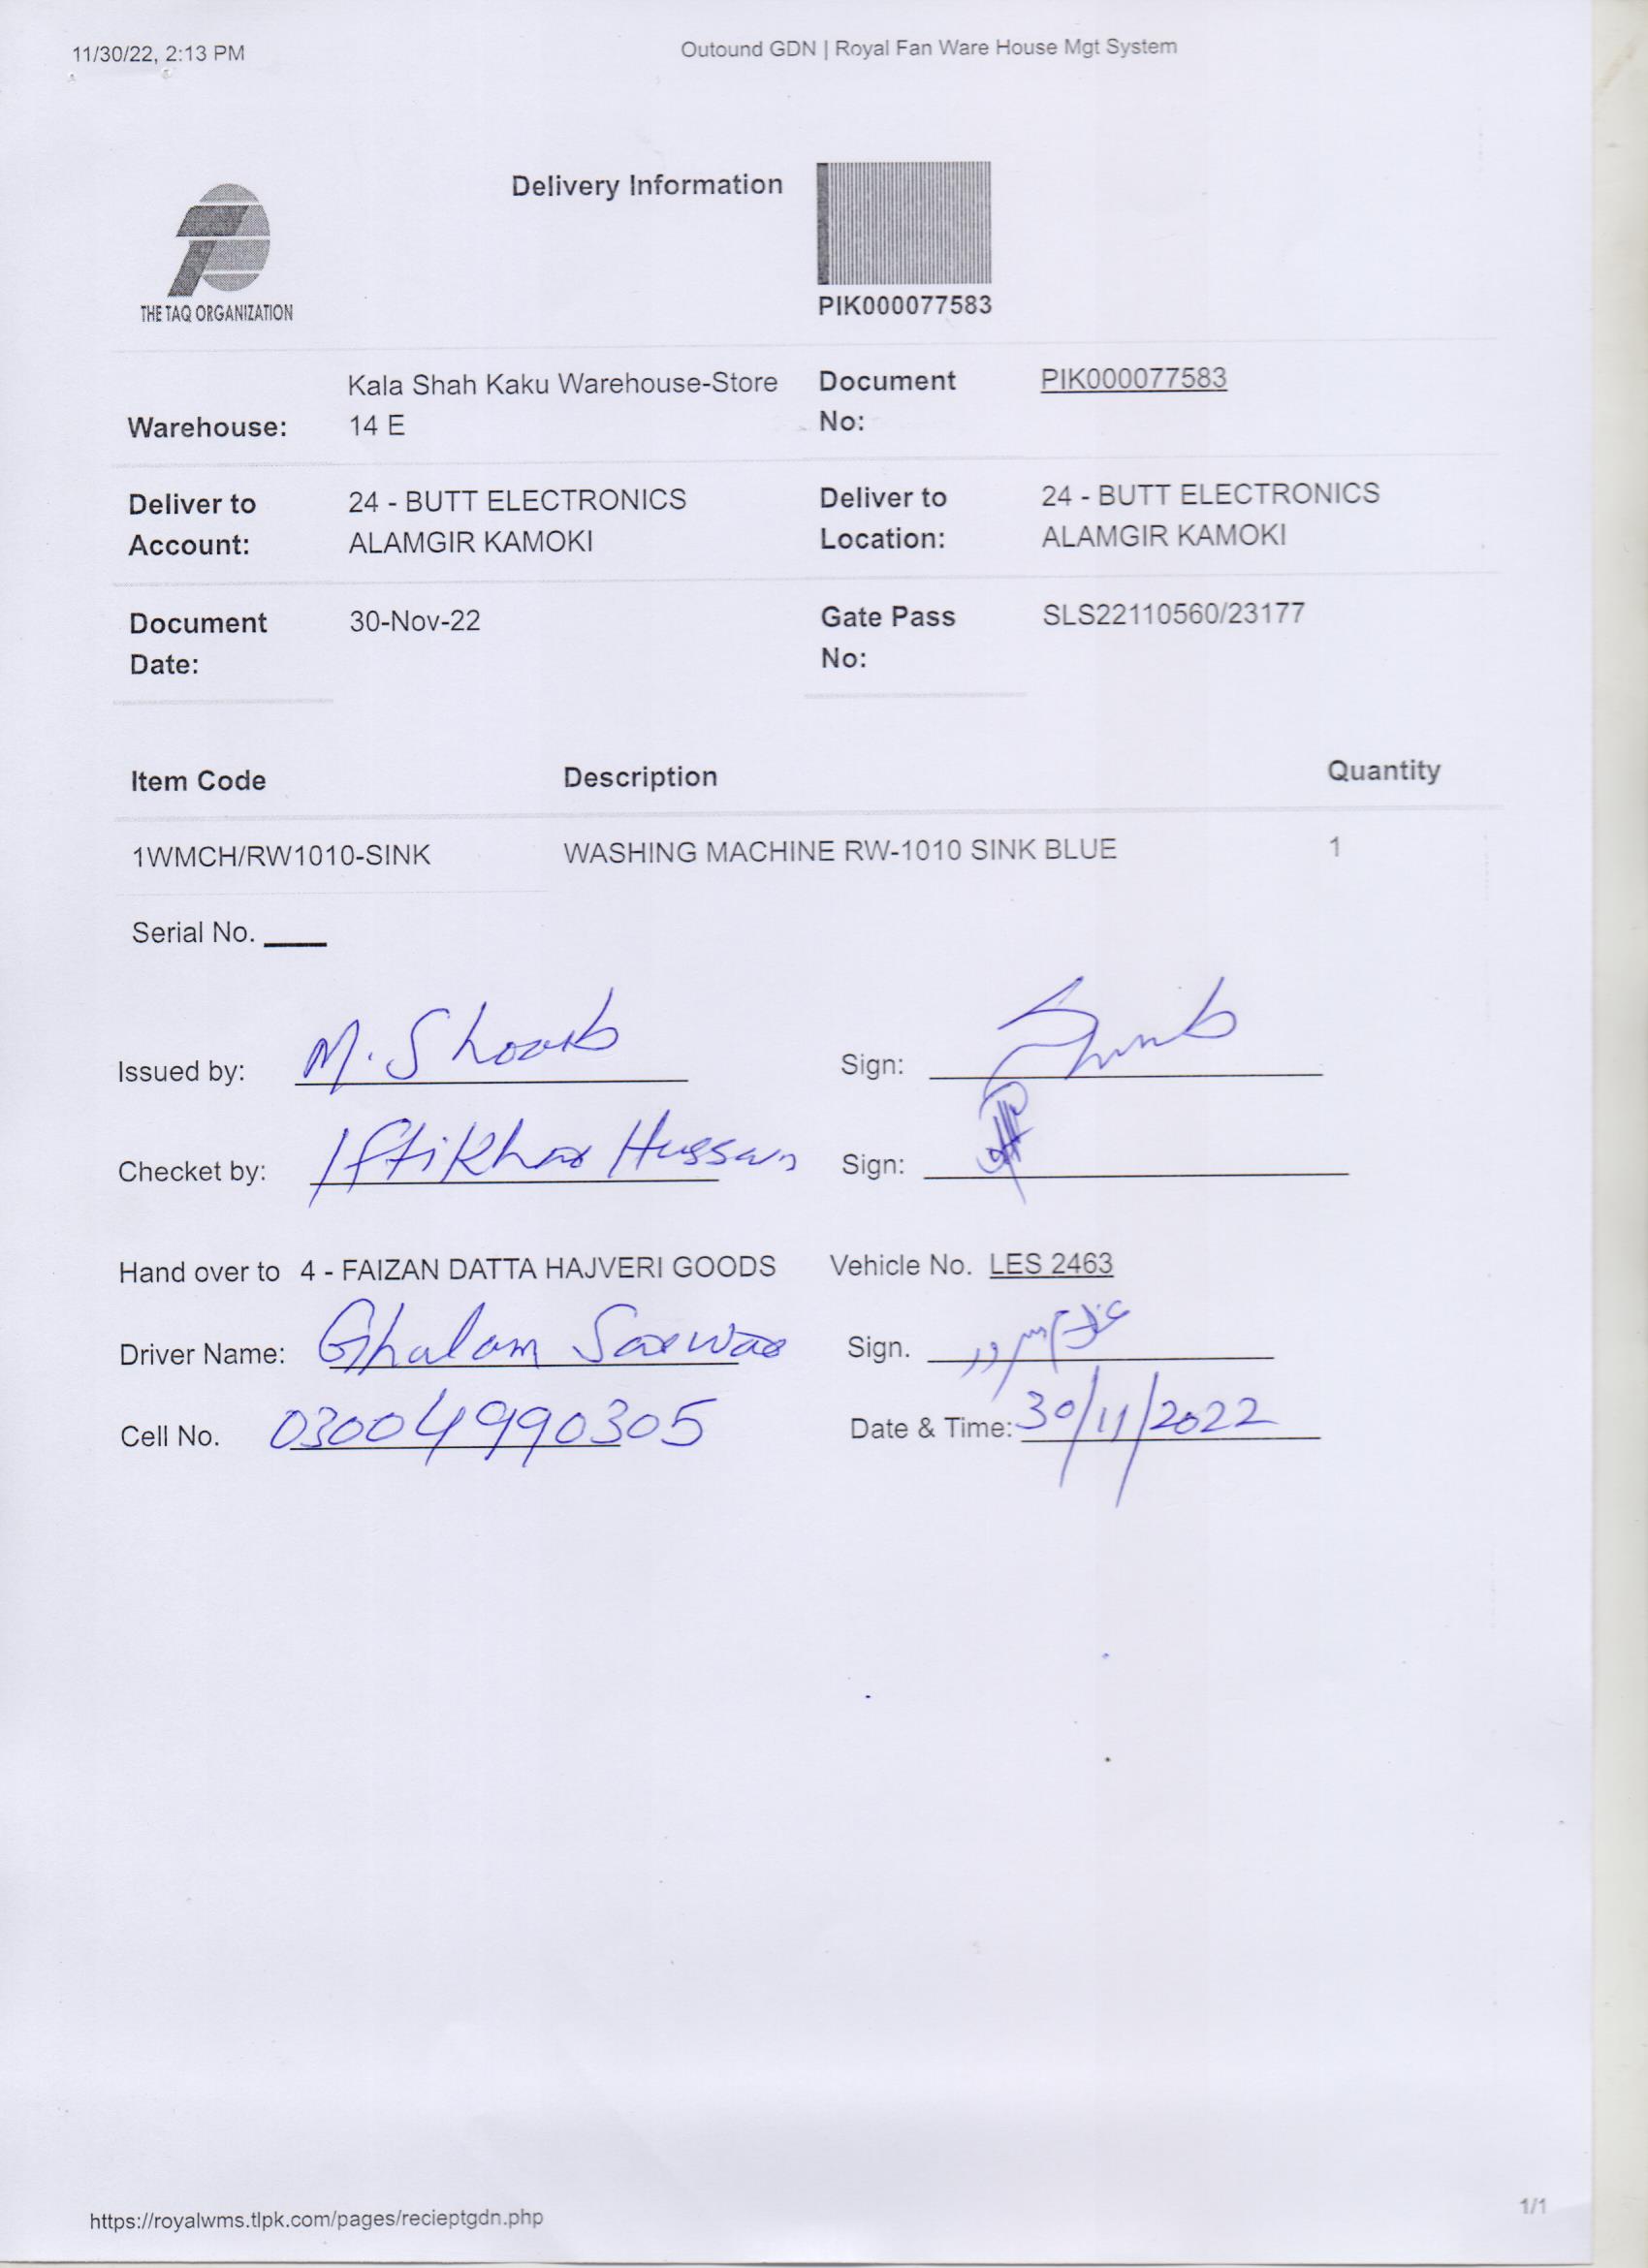 11/30/22, 2:13 PM
Outound GDN | Royal Fan Ware House Mgt System
Delivery Information
THE TAQ ORGANIZATION
PIK000077583
Warehouse: Kala Shah Kaku Warehouse-Store 14 E
Document No: PIK000077583
Deliver to Account: 24 - BUTT ELECTRONICS ALAMGIR KAMOKI
Deliver to Location: 24 - BUTT ELECTRONICS ALAMGIR KAMOKI
Document Date: 30-Nov-22
Gate Pass No: SLS22110560/23177
Item Code Description Quantity
1WMCH/RW1010-SINK WASHING MACHINE RW-1010 SINK BLUE 1
Serial No.
Issued by: M. Shoaib Sign:
Checket by: Iftikhar Hussain Sign:
Hand over to 4 - FAIZAN DATTA HAJVERI GOODS Vehicle No. LES 2463
Driver Name: Ghulam Sarwar Sign. غلام سرور
Cell No. 03004990305 Date & Time: 30/11/2022
https://royalwms.tlpk.com/pages/recieptgdn.php
1/1